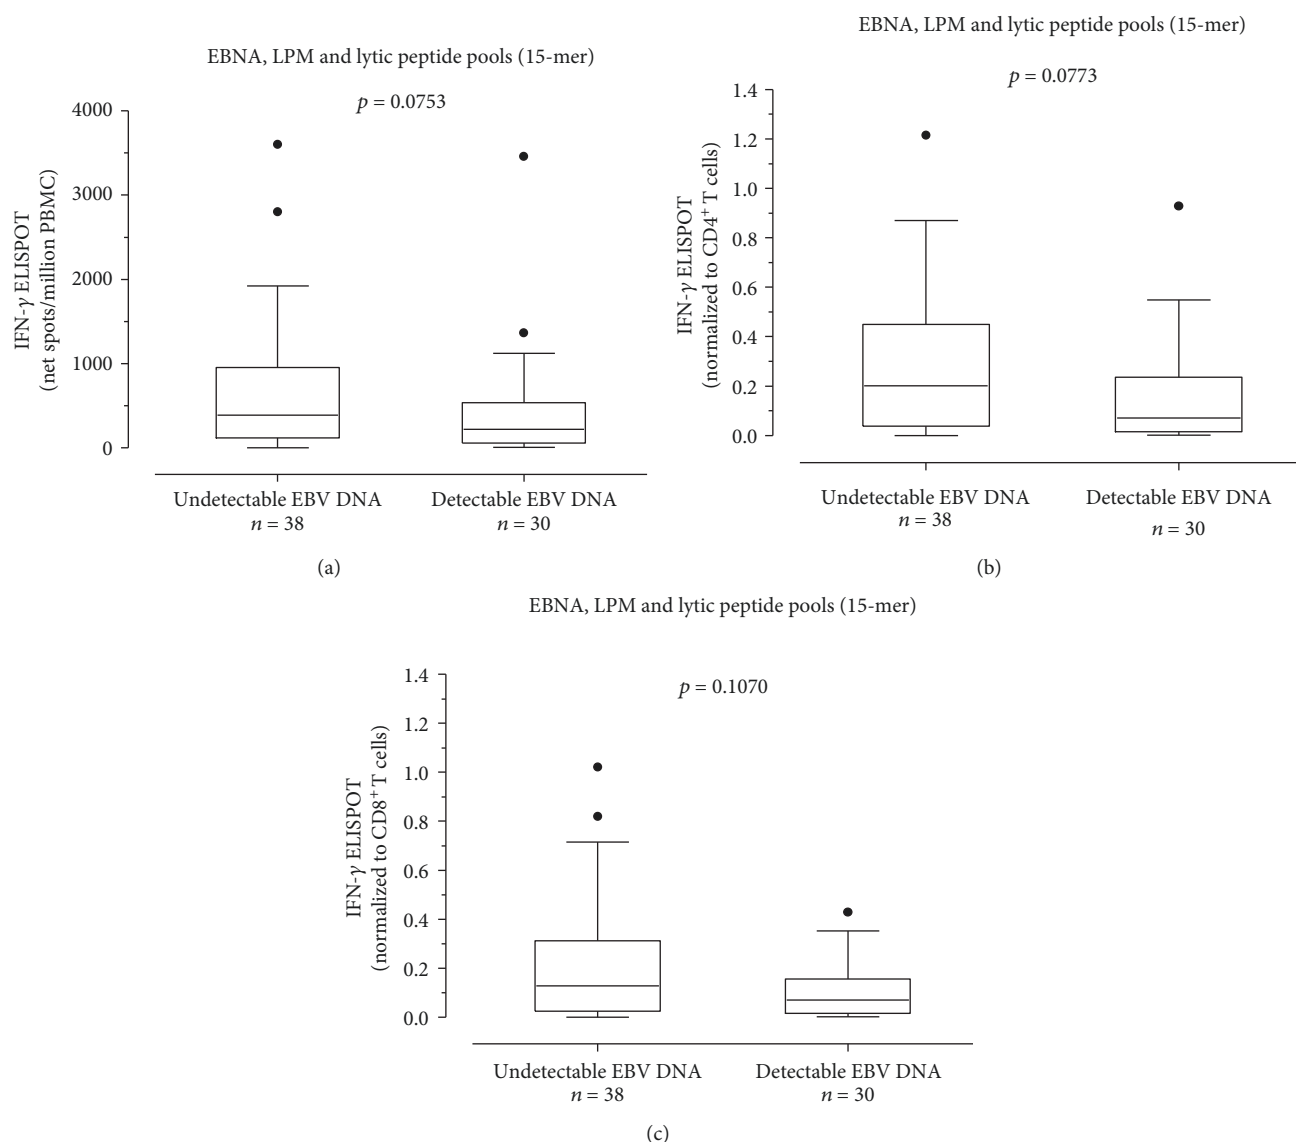 EBNA, LPM and lytic peptide pools (15-mer)
p = 0.0753
IFN-γ ELISPOT
(net spots/million PBMC)
4000
3000
2000
1000
0
Undetectable EBV DNA
n = 38
Detectable EBV DNA
n = 30
(a)
EBNA, LPM and lytic peptide pools (15-mer)
p = 0.0773
IFN-γ ELISPOT
(normalized to CD4⁺ T cells)
1.4
1.2
1.0
0.8
0.6
0.4
0.2
0.0
Undetectable EBV DNA
n = 38
Detectable EBV DNA
n = 30
(b)
EBNA, LPM and lytic peptide pools (15-mer)
p = 0.1070
IFN-γ ELISPOT
(normalized to CD8⁺ T cells)
1.4
1.2
1.0
0.8
0.6
0.4
0.2
0.0
Undetectable EBV DNA
n = 38
Detectable EBV DNA
n = 30
(c)